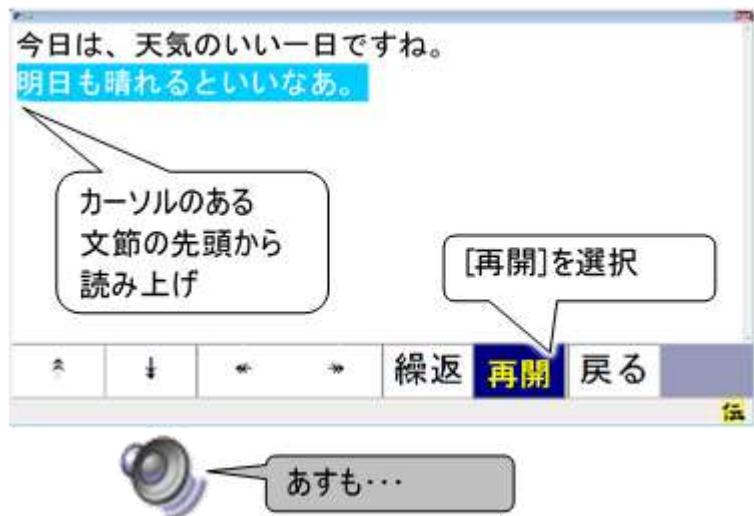 今日は、天気のいい一日ですね。
明日も晴れるといいなあ。
カーソルのある
文節の先頭から
読み上げ
[再開]を選択
繰返 再開 戻る
伝
あすも・・・